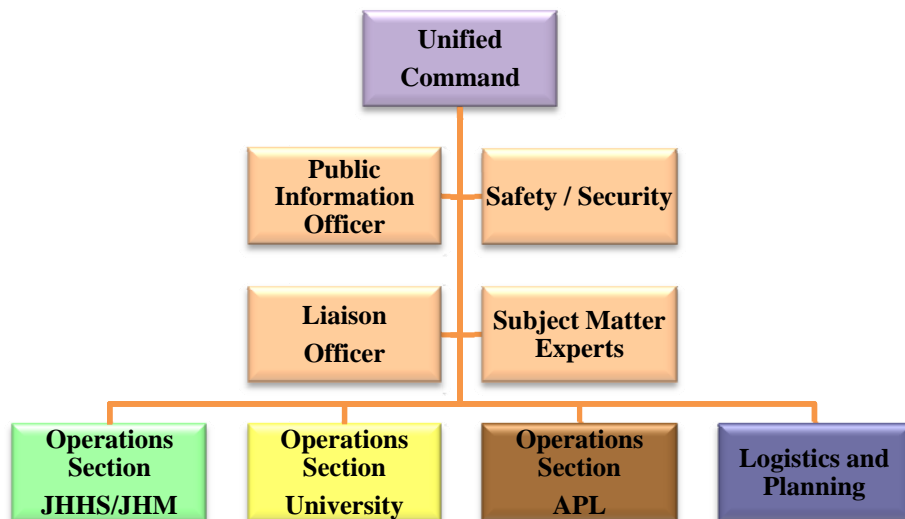 Unified
Command
Public
Information
Officer
Safety / Security
Liaison
Officer
Subject Matter
Experts
Operations
Section
JHHS/JHM
Operations
Section
University
Operations
Section
APL
Logistics and
Planning